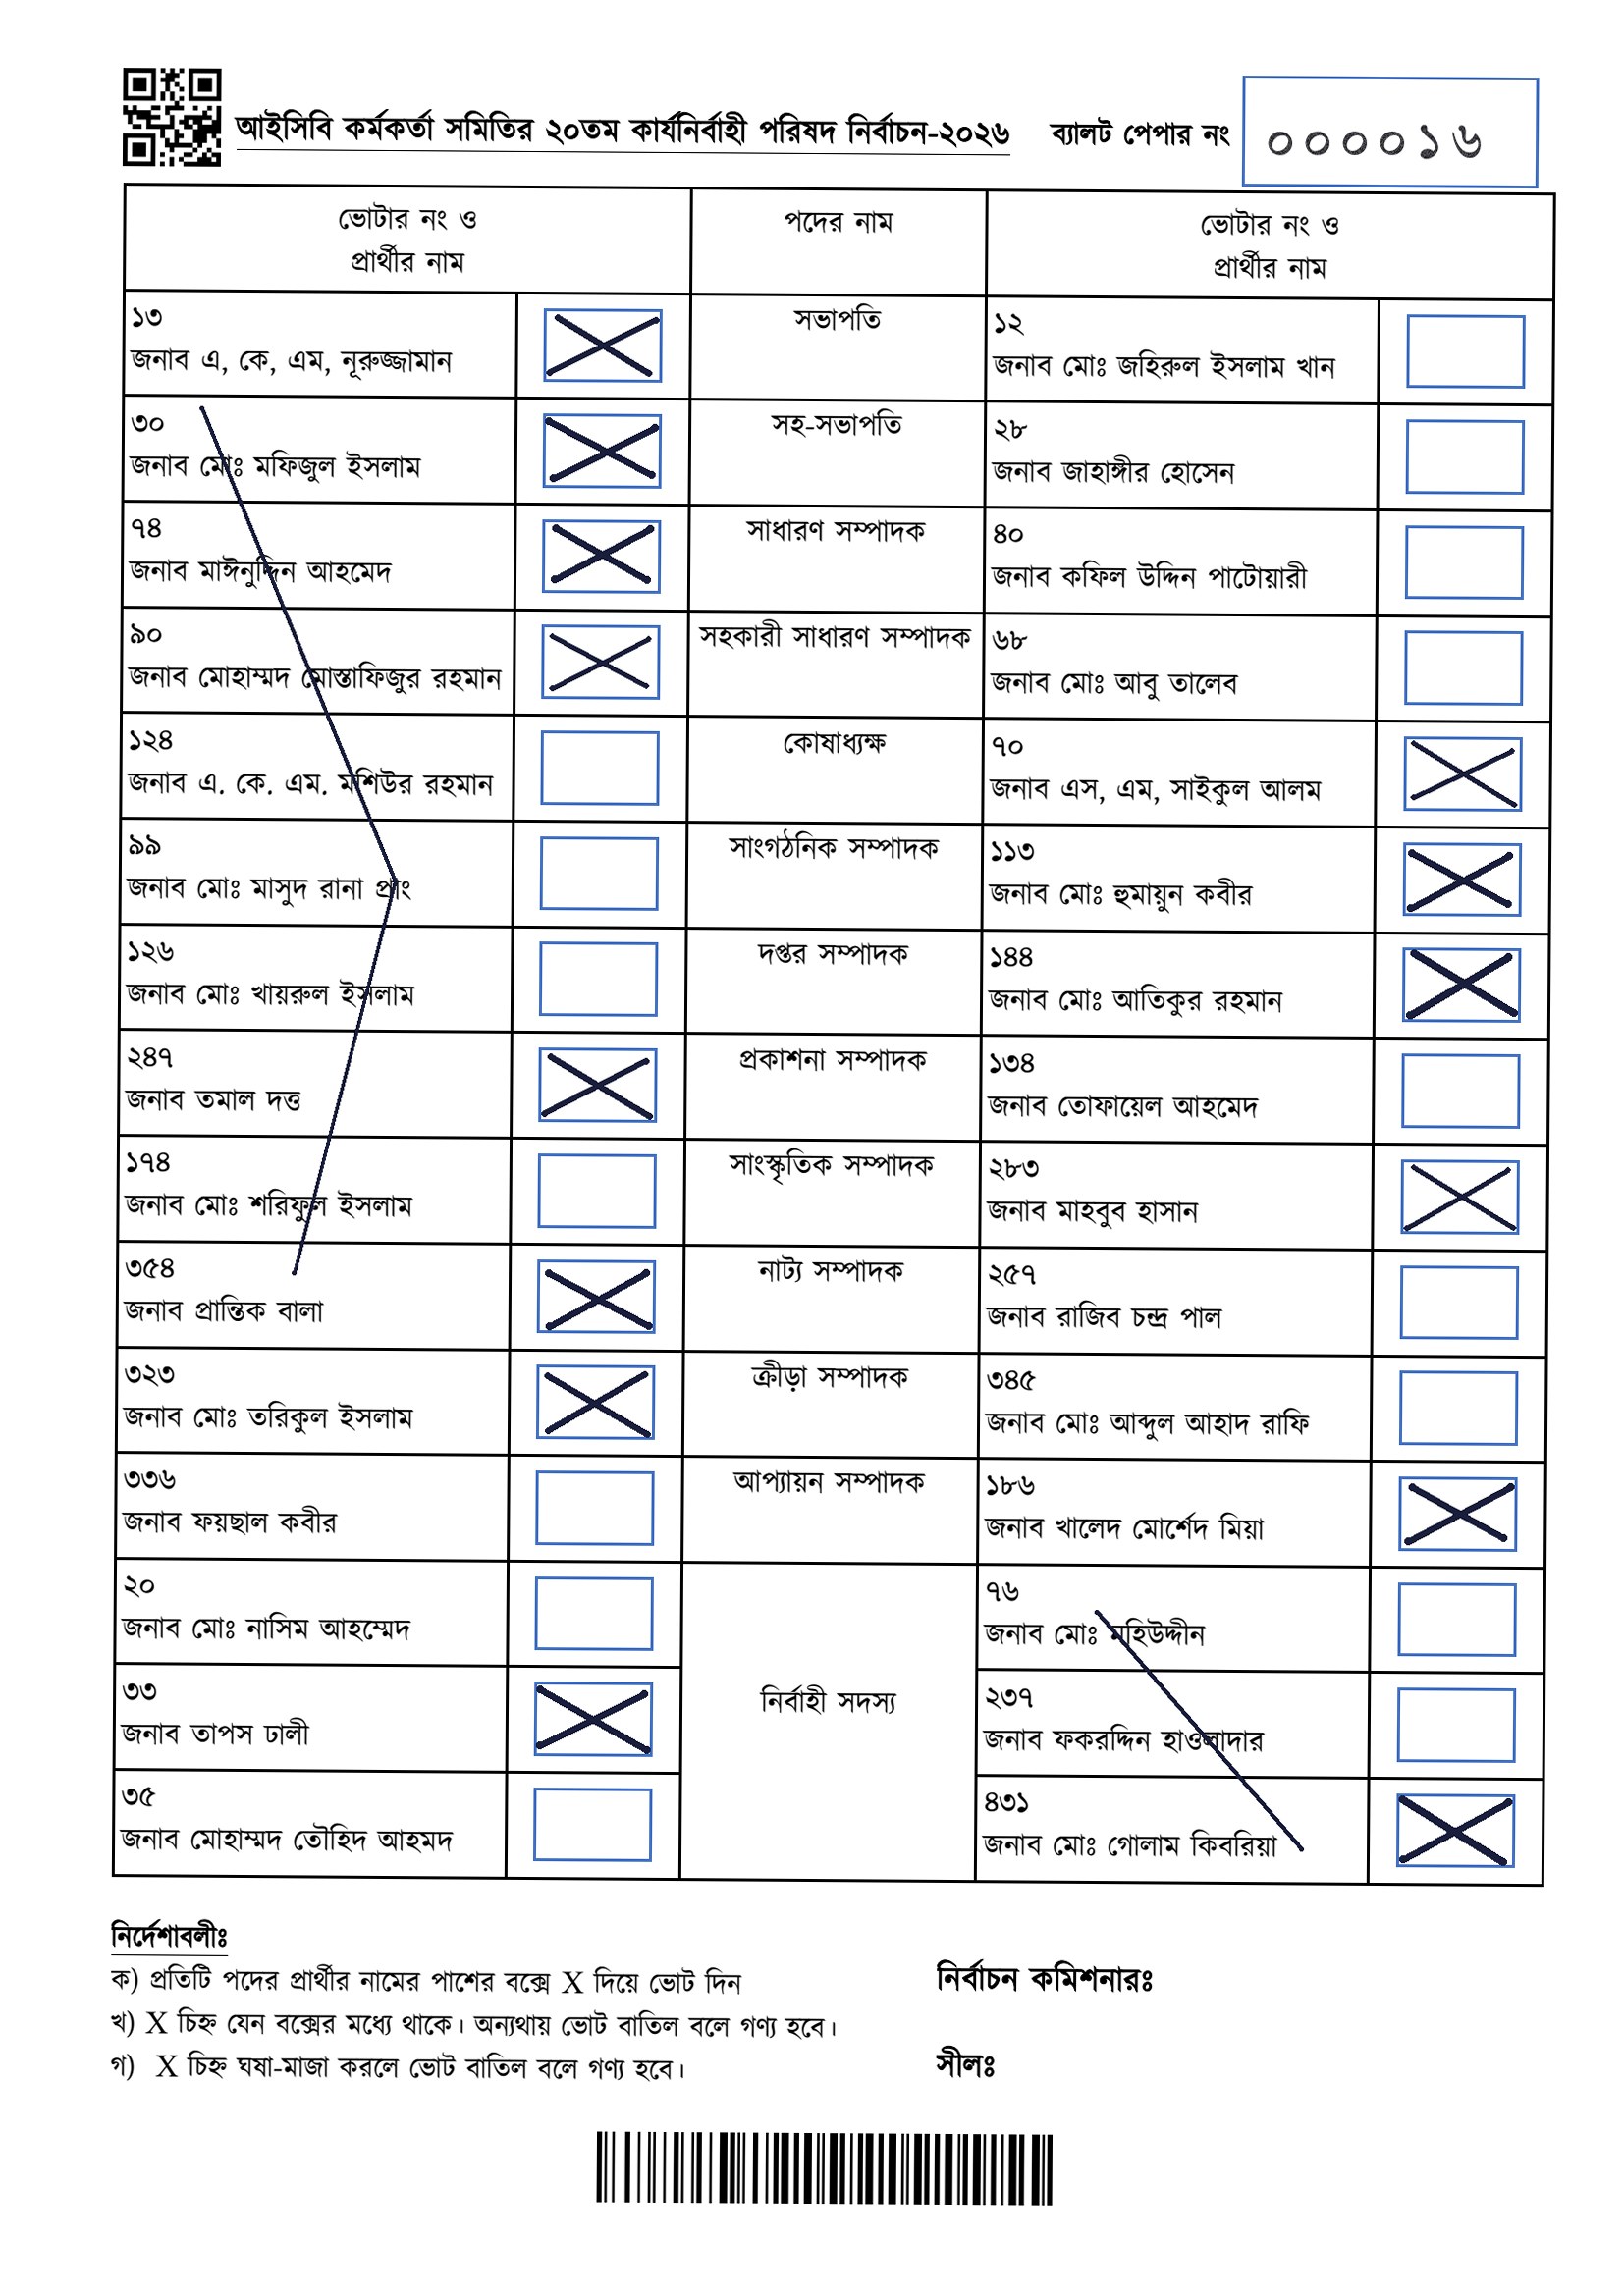 আইসিবি কর্মকর্তা সমিতির ২০তম কার্যনির্বাহী পরিষদ নির্বাচন-২০২৬ ব্যালট পেপার নং ০০০০১৬
ভোটার নং ও
প্রার্থীর নাম
পদের নাম
ভোটার নং ও
প্রার্থীর নাম
১৩
জনাব এ, কে, এম, নূরুজ্জামান
সভাপতি
১২
জনাব মোঃ জহিরুল ইসলাম খান
৩০
জনাব মোঃ মফিজুল ইসলাম
সহ-সভাপতি
২৮
জনাব জাহাঙ্গীর হোসেন
৭৪
জনাব মাঈনুদ্দিন আহমেদ
সাধারণ সম্পাদক
৪০
জনাব কফিল উদ্দিন পাটোয়ারী
৯০
জনাব মোহাম্মদ মোস্তাফিজুর রহমান
সহকারী সাধারণ সম্পাদক
৬৮
জনাব মোঃ আবু তালেব
১২৪
জনাব এ. কে. এম. মশিউর রহমান
কোষাধ্যক্ষ
৭০
জনাব এস, এম, সাইকুল আলম
৯৯
জনাব মোঃ মাসুদ রানা প্রাং
সাংগঠনিক সম্পাদক
১১৩
জনাব মোঃ হুমায়ুন কবীর
১২৬
জনাব মোঃ খায়রুল ইসলাম
দপ্তর সম্পাদক
১৪৪
জনাব মোঃ আতিকুর রহমান
২৪৭
জনাব তমাল দত্ত
প্রকাশনা সম্পাদক
১৩৪
জনাব তোফায়েল আহমেদ
১৭৪
জনাব মোঃ শরিফুল ইসলাম
সাংস্কৃতিক সম্পাদক
২৮৩
জনাব মাহবুব হাসান
৩৫৪
জনাব প্রান্তিক বালা
নাট্য সম্পাদক
২৫৭
জনাব রাজিব চন্দ্র পাল
৩২৩
জনাব মোঃ তরিকুল ইসলাম
ক্রীড়া সম্পাদক
৩৪৫
জনাব মোঃ আব্দুল আহাদ রাফি
৩৩৬
জনাব ফয়ছাল কবীর
আপ্যায়ন সম্পাদক
১৮৬
জনাব খালেদ মোর্শেদ মিয়া
২০
জনাব মোঃ নাসিম আহম্মেদ
৭৬
জনাব মোঃ মহিউদ্দীন
৩৩
জনাব তাপস ঢালী
নির্বাহী সদস্য
২৩৭
জনাব ফকরদ্দিন হাওলাদার
৩৫
জনাব মোহাম্মদ তৌহিদ আহমদ
৪৩১
জনাব মোঃ গোলাম কিবরিয়া
নির্দেশাবলীঃ
ক) প্রতিটি পদের প্রার্থীর নামের পাশের বক্সে X দিয়ে ভোট দিন
নির্বাচন কমিশনারঃ
খ) X চিহ্ন যেন বক্সের মধ্যে থাকে। অন্যথায় ভোট বাতিল বলে গণ্য হবে।
গ) X চিহ্ন ঘষা-মাজা করলে ভোট বাতিল বলে গণ্য হবে।
সীলঃ